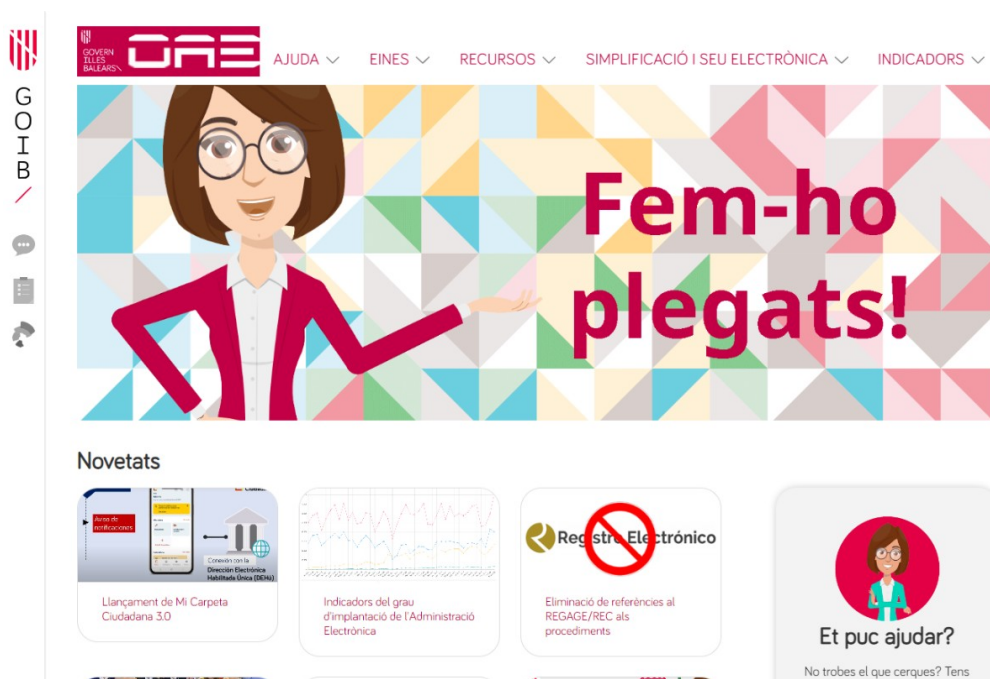 GOVERN
ILLES
BALEARS
OAE
AJUDA
EINES
RECURSOS
SIMPLIFICACIÓ I SEU ELECTRÒNICA
INDICADORS
G
O
I
B
Fem-ho
plegats!
Novetats
Aviso de
notificaciones
Conexión con la
Dirección Electrónica
Habilitada Única (DEHú)
Llançament de Mi Carpeta
Ciudadana 3.0
Indicadors del grau
d'implantació de l'Administració
Electrònica
Registro Electrónico
Eliminació de referències al
REGAGE/REC als
procediments
Et puc ajudar?
No trobes el que cerques? Tens